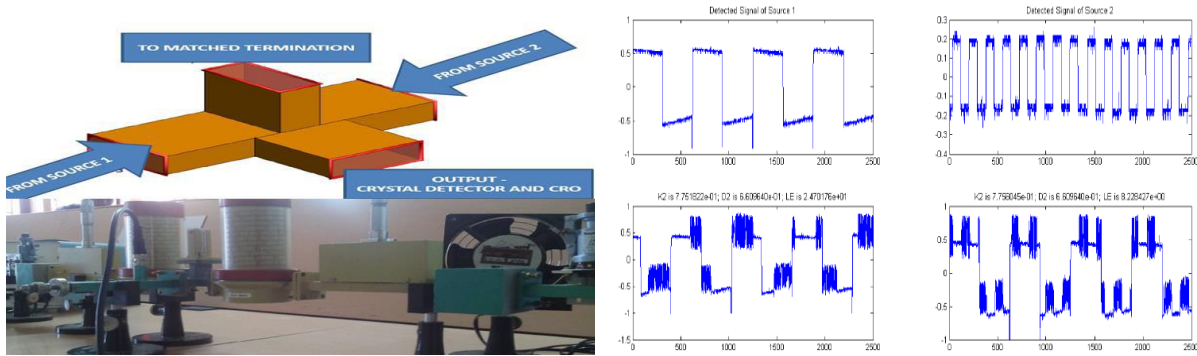 TO MATCHED TERMINATION
FROM SOURCE 2
FROM SOURCE 1
OUTPUT -
CRYSTAL DETECTOR AND CRO
Detected Signal of Source 1
1
0.5
0
-0.5
-1
0 500 1000 1500 2000 2500
Detected Signal of Source 2
0.3
0.2
0.1
0
-0.1
-0.2
-0.3
-0.4
0 500 1000 1500 2000 2500
K2 is 7.751822e-01; D2 is 6.609640e-01; LE is 2.470176e+01
1
0.5
0
-0.5
-1
-1.5
0 500 1000 1500 2000 2500
K2 is 7.756045e-01; D2 is 6.609640e-01; LE is 8.228427e+00
1
0.5
0
-0.5
-1
0 500 1000 1500 2000 2500